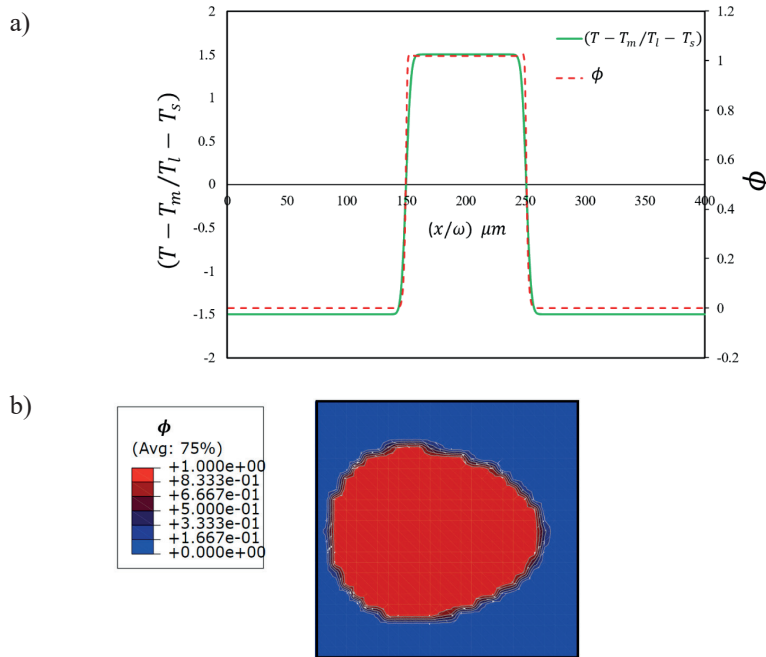 a)
2
1.5
1
0.5
0
-0.5
-1
-1.5
-2
(T − T_m/T_l − T_s)
0 50 100 150 200 250 300 350 400
(x/ω) μm
(T − T_m/T_l − T_s)
ϕ
1.2
1
0.8
0.6
0.4
0.2
0
-0.2
ϕ
b)
ϕ
(Avg: 75%)
+1.000e+00
+8.333e-01
+6.667e-01
+5.000e-01
+3.333e-01
+1.667e-01
+0.000e+00